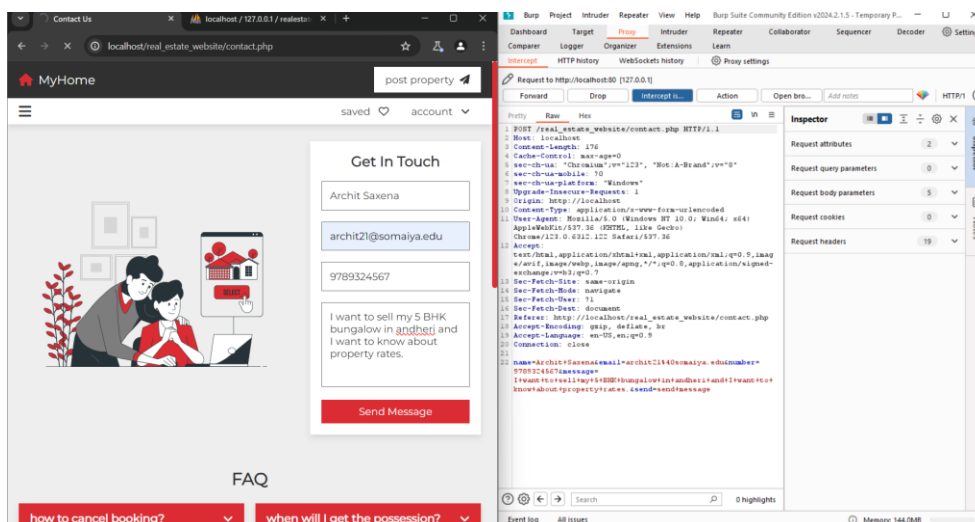 Contact Us
localhost / 127.0.0.1 / realestat
localhost/real_estate_website/contact.php
MyHome
post property
saved
account
Get In Touch
Archit Saxena
archit21@somaiya.edu
9789324567
I want to sell my 5 BHK
bungalow in andheri and
I want to know about
property rates.
Send Message
SELECT
FAQ
how to cancel booking?
when will I get the possession?
Burp Project Intruder Repeater View Help Burp Suite Community Edition v2024.2.1.5 - Temporary P...
Dashboard Target Proxy Intruder Repeater Collaborator Sequencer Decoder Settin
Comparer Logger Organizer Extensions Learn
Intercept HTTP history WebSockets history Proxy settings
Request to http://localhost:80 [127.0.0.1]
Forward Drop Intercept is... Action Open bro... Add notes HTTP/1
Pretty Raw Hex
1 POST /real_estate_website/contact.php HTTP/1.1
2 Host: localhost
3 Content-Length: 176
4 Cache-Control: max-age=0
5 sec-ch-ua: "Chromium";v="123", "Not:A-Brand";v="8"
6 sec-ch-ua-mobile: ?0
7 sec-ch-ua-platform: "Windows"
8 Upgrade-Insecure-Requests: 1
9 Origin: http://localhost
10 Content-Type: application/x-www-form-urlencoded
11 User-Agent: Mozilla/5.0 (Windows NT 10.0; Win64; x64)
AppleWebKit/537.36 (KHTML, like Gecko)
Chrome/123.0.6312.122 Safari/537.36
12 Accept:
text/html,application/xhtml+xml,application/xml;q=0.9,imag
e/avif,image/webp,image/apng,*/*;q=0.8,application/signed-
exchange;v=b3;q=0.7
13 Sec-Fetch-Site: same-origin
14 Sec-Fetch-Mode: navigate
15 Sec-Fetch-User: ?1
16 Sec-Fetch-Dest: document
17 Referer: http://localhost/real_estate_website/contact.php
18 Accept-Encoding: gzip, deflate, br
19 Accept-Language: en-US,en;q=0.9
20 Connection: close
21
22 name=Archit+Saxena&email=archit21%40somaiya.edu&number=
9789324567&message=
I+want+to+sell+my+5+BHK+bungalow+in+andheri+and+I+want+to+
know+about+property+rates.&send=send+message
Inspector
Request attributes 2
Request query parameters 0
Request body parameters 5
Request cookies 0
Request headers 19
Search 0 highlights
Event log All issues Memory: 144.0MB